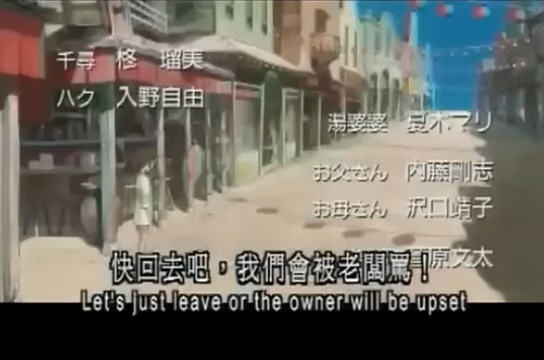 千尋 柊 瑠美
ハク 入野自由
湯婆婆 夏木マリ
お父さん 内藤剛志
お母さん 沢口靖子
原文太
快回去吧，我們會被老闆罵！
Let's just leave or the owner will be upset